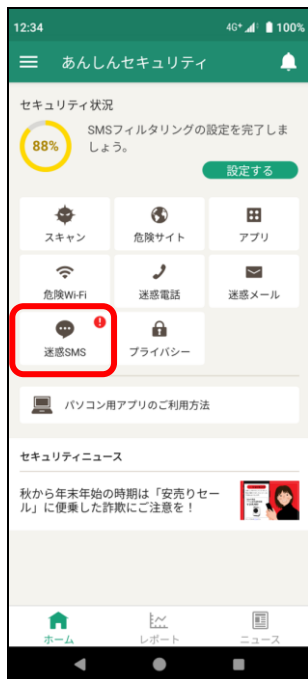 12:34
4G+ 100%
あんしんセキュリティ
セキュリティ状況
88%
SMSフィルタリングの設定を完了しま
しょう。
設定する
スキャン
危険サイト
アプリ
危険Wi-Fi
迷惑電話
迷惑メール
迷惑SMS
プライバシー
パソコン用アプリのご利用方法
セキュリティニュース
秋から年末年始の時期は「安売りセー
ル」に便乗した詐欺にご注意を！
ホーム
レポート
ニュース